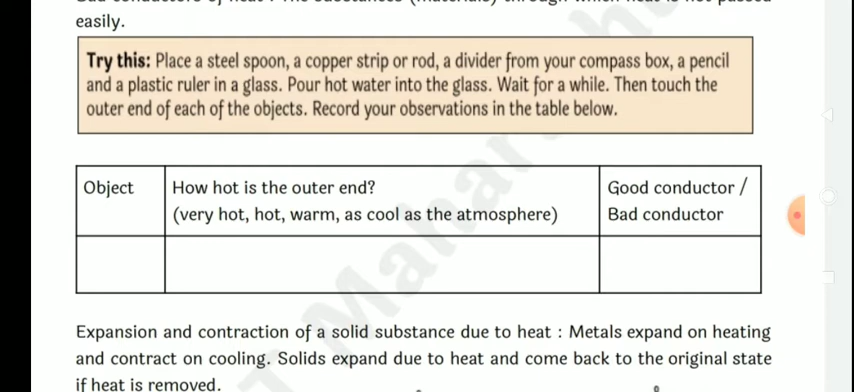 easily.
Try this: Place a steel spoon, a copper strip or rod, a divider from your compass box, a pencil
and a plastic ruler in a glass. Pour hot water into the glass. Wait for a while. Then touch the
outer end of each of the objects. Record your observations in the table below.
Object
How hot is the outer end?
(very hot, hot, warm, as cool as the atmosphere)
Good conductor /
Bad conductor
Expansion and contraction of a solid substance due to heat : Metals expand on heating
and contract on cooling. Solids expand due to heat and come back to the original state
if heat is removed.